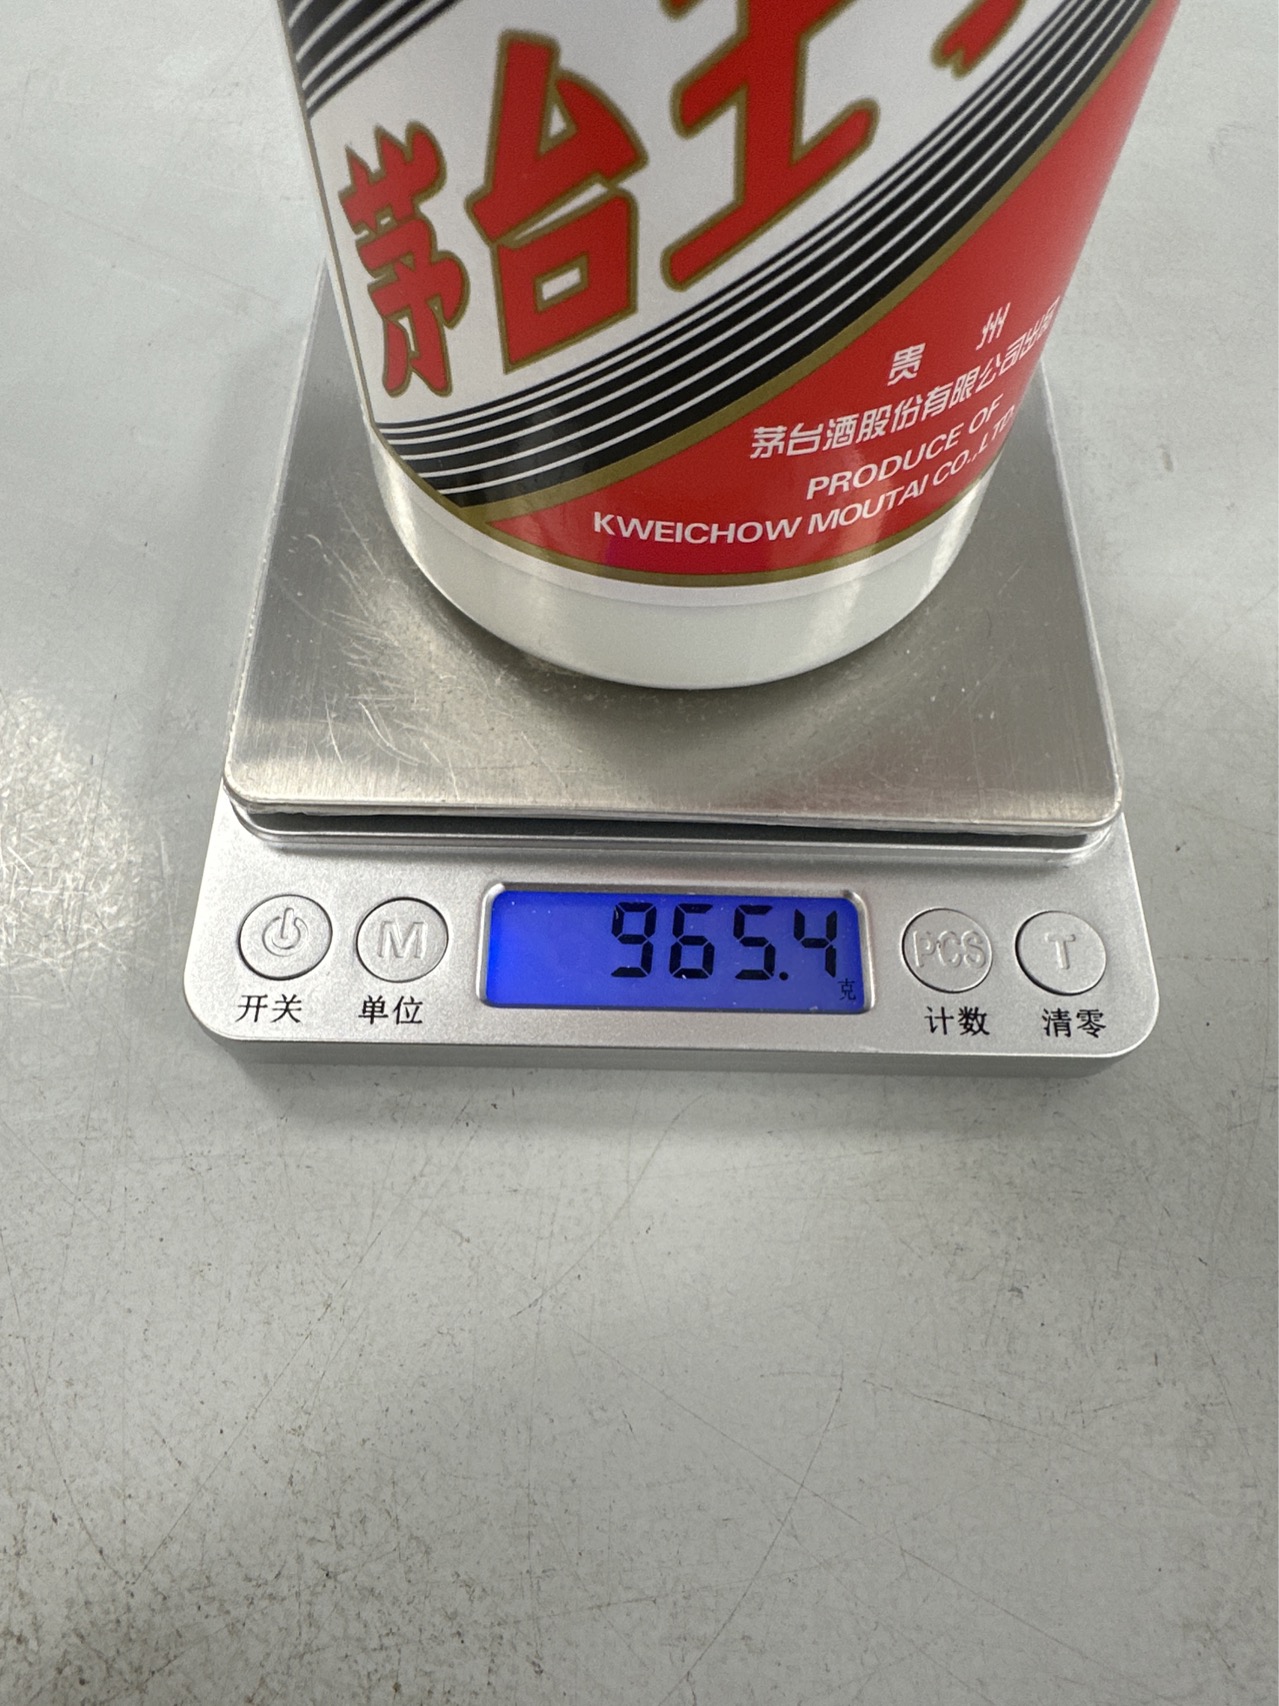 茅台王子
贵州
茅台酒股份有限公司出品
PRODUCE OF
KWEICHOW MOUTAI CO.,LTD.
965.4
克
M
PCS
T
开关
单位
计数
清零